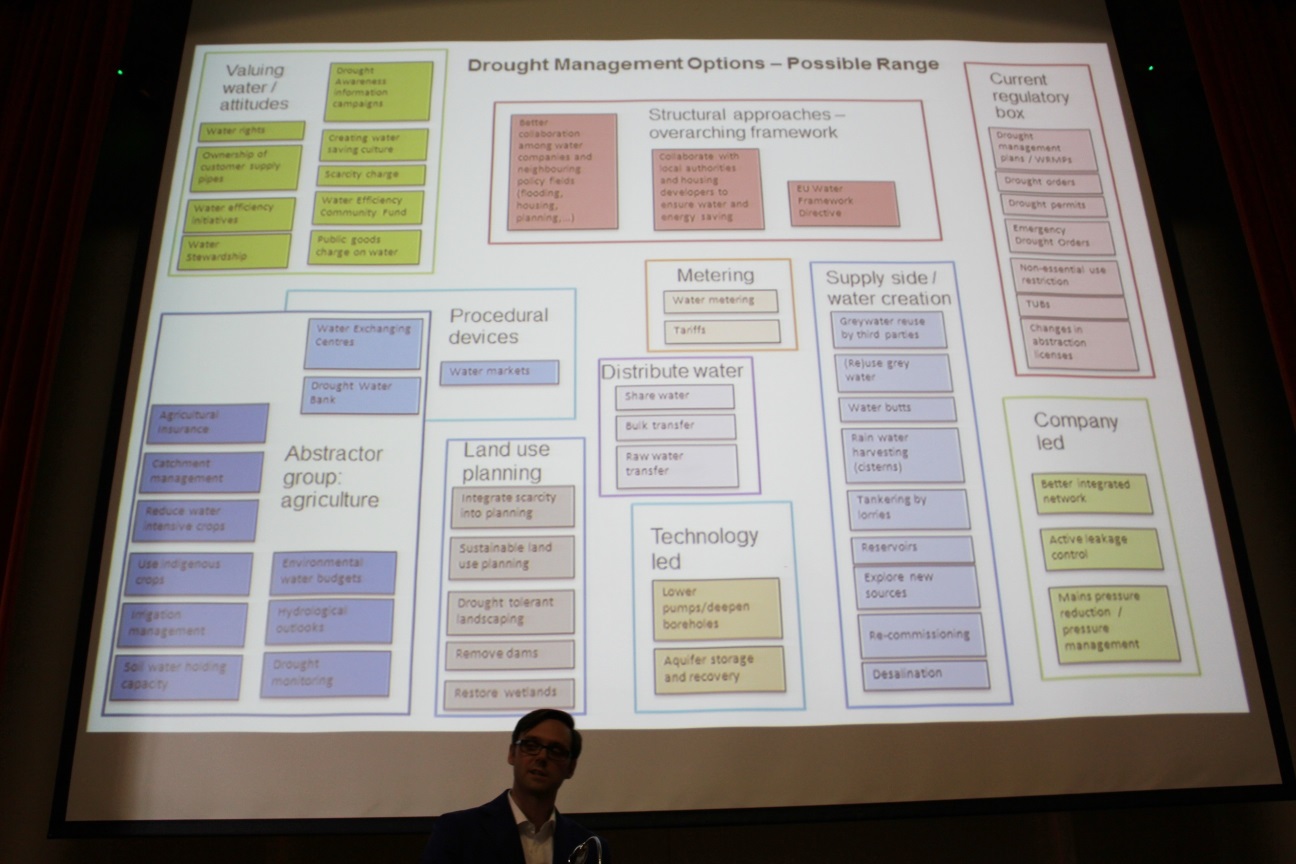 Drought Management Options – Possible Range
Valuing
water /
attitudes
Water rights
Ownership of
customer supply
pipes
Water efficiency
initiatives
Water
Stewardship
Drought
Awareness
information
campaigns
Creating water
saving culture
Scarcity charge
Water Efficiency
Community Fund
Public goods
charge on water
Structural approaches –
overarching framework
Better
collaboration
among water
companies and
neighbouring
policy fields
(flooding,
housing,
planning,...)
Collaborate with
local authorities
and housing
developers to
ensure water and
energy saving
EU Water
Framework
Directive
Current
regulatory
box
Drought
management
plans / WRMPs
Drought orders
Drought permits
Emergency
Drought Orders
Non-essential use
restriction
TUBs
Changes in
abstraction
licenses
Procedural
devices
Water Exchanging
Centres
Drought Water
Bank
Water markets
Abstractor
group:
agriculture
Agricultural
insurance
Catchment
management
Reduce water
intensive crops
Use indigenous
crops
Irrigation
management
Soil water holding
capacity
Environmental
water budgets
Hydrological
outlooks
Drought
monitoring
Land use
planning
Integrate scarcity
into planning
Sustainable land
use planning
Drought tolerant
landscaping
Remove dams
Restore wetlands
Metering
Water metering
Tariffs
Distribute water
Share water
Bulk transfer
Raw water
transfer
Technology
led
Lower
pumps/deepen
boreholes
Aquifer storage
and recovery
Supply side /
water creation
Greywater reuse
by third parties
(Re)use grey
water
Water butts
Rain water
harvesting
(cisterns)
Tankering by
lorries
Reservoirs
Explore new
sources
Re-commissioning
Desalination
Company
led
Better integrated
network
Active leakage
control
Mains pressure
reduction /
pressure
management